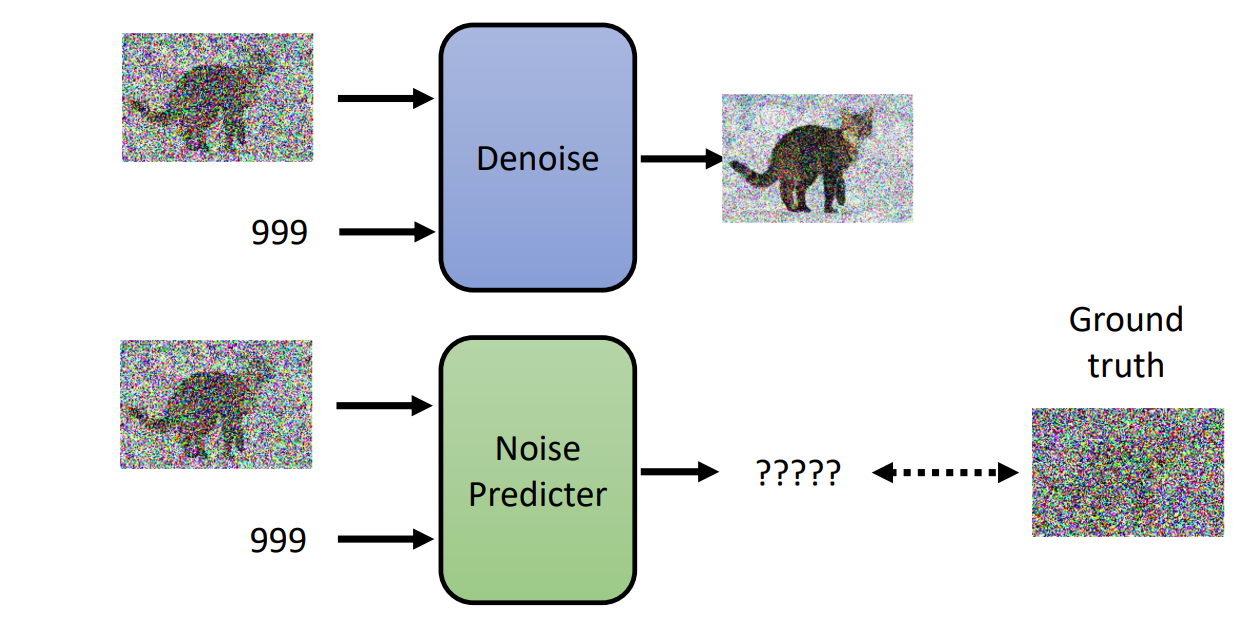 Denoise
999
Ground
truth
Noise
Predicter
?????
999